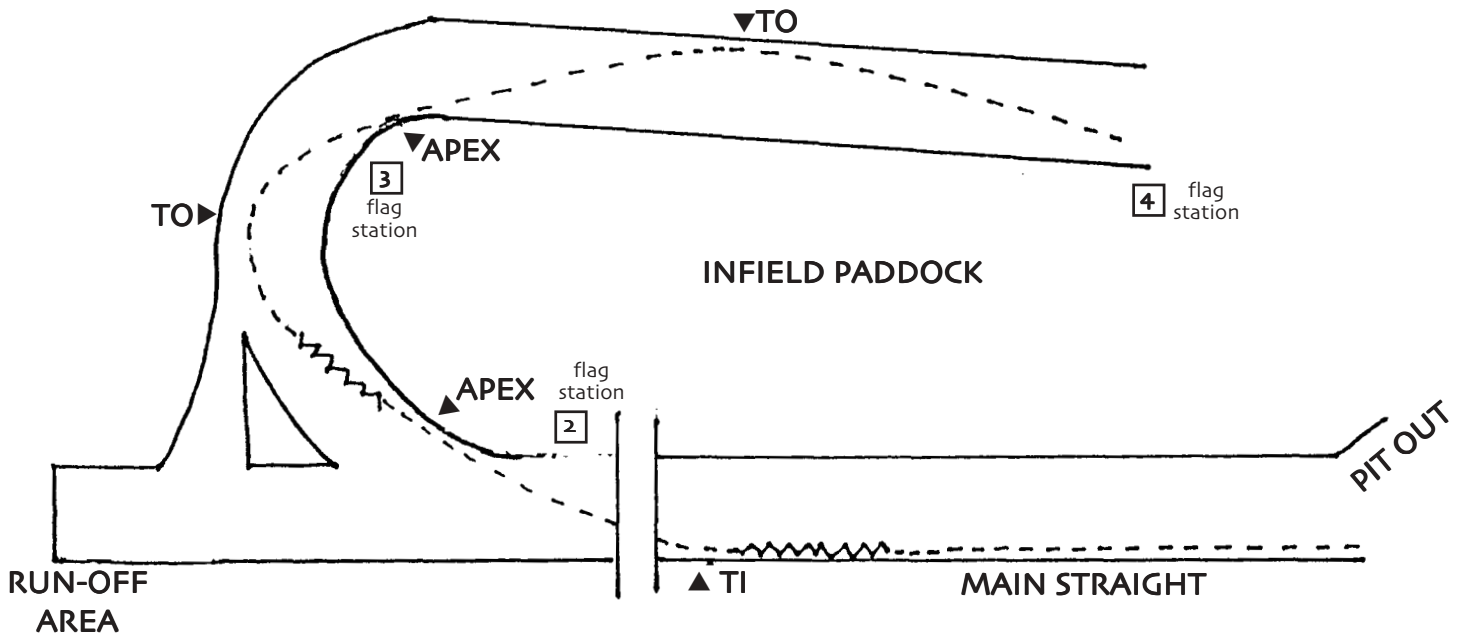 TO
APEX
3
flag
station
TO
4
flag
station
INFIELD PADDOCK
flag
station
APEX
2
PIT OUT
TI
RUN-OFF
AREA
MAIN STRAIGHT